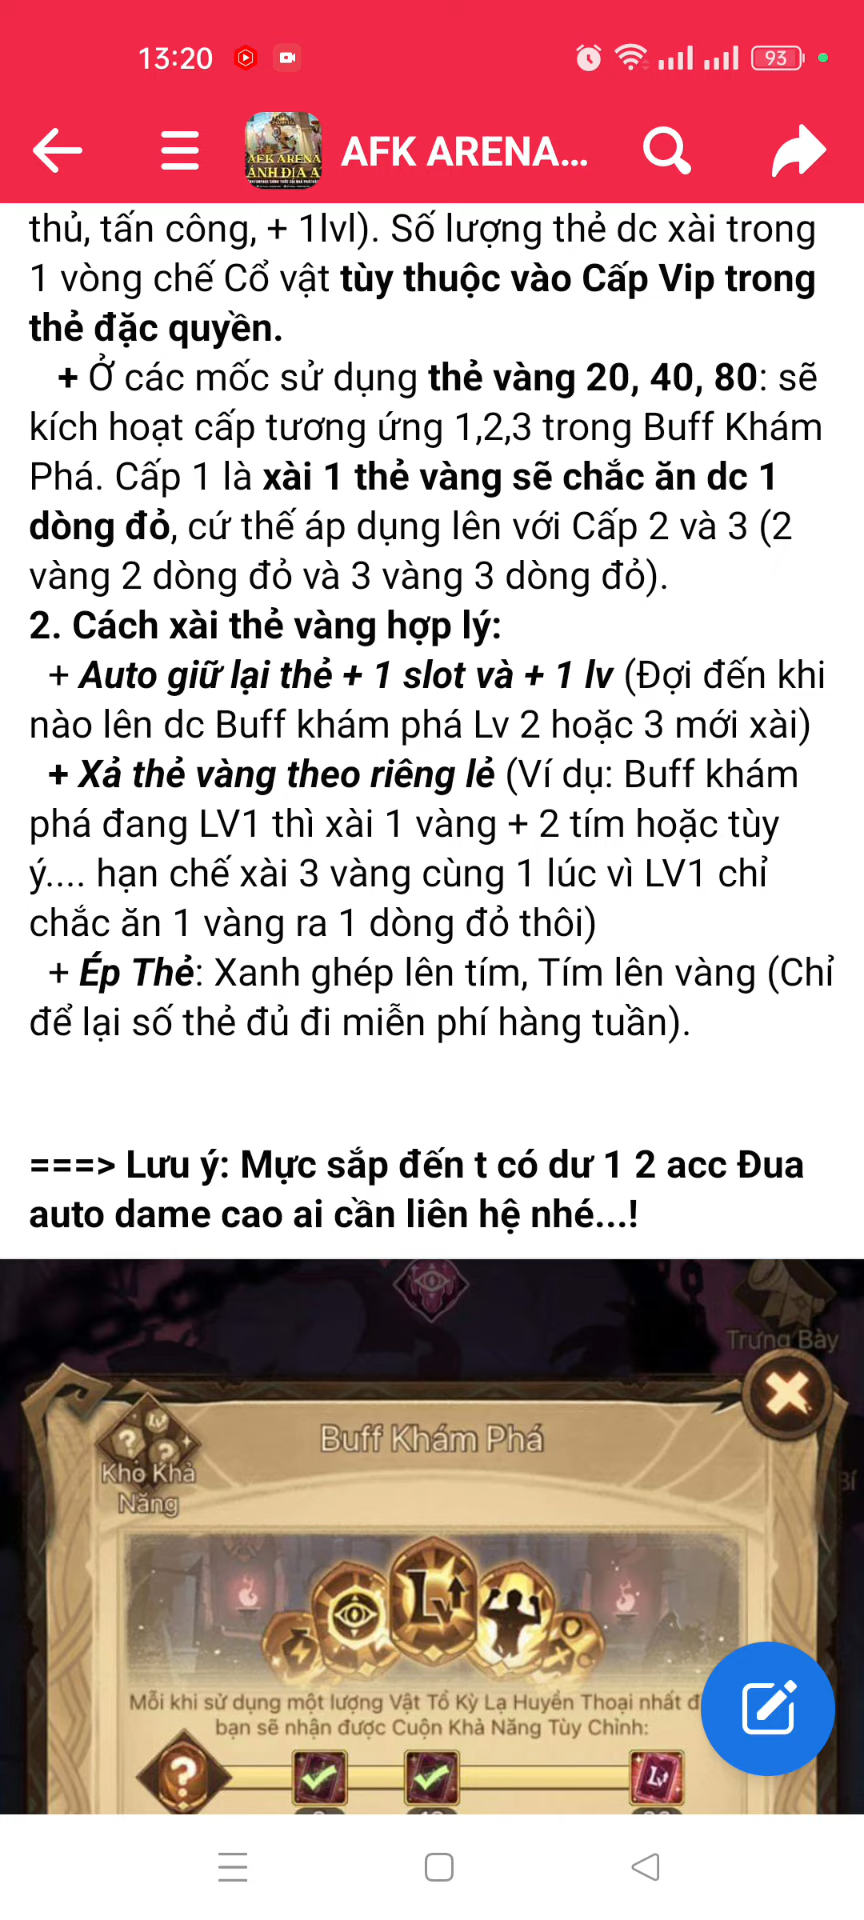 13:20
93
AFK ARENA
ANH ĐỊA A
AFK ARENA...
thủ, tấn công, + 1lvl). Số lượng thẻ dc xài trong
1 vòng chế Cổ vật tùy thuộc vào Cấp Vip trong
thẻ đặc quyền.
+ Ở các mốc sử dụng thẻ vàng 20, 40, 80: sẽ
kích hoạt cấp tương ứng 1,2,3 trong Buff Khám
Phá. Cấp 1 là xài 1 thẻ vàng sẽ chắc ăn dc 1
dòng đỏ, cứ thế áp dụng lên với Cấp 2 và 3 (2
vàng 2 dòng đỏ và 3 vàng 3 dòng đỏ).
2. Cách xài thẻ vàng hợp lý:
+ Auto giữ lại thẻ + 1 slot và + 1 lv (Đợi đến khi
nào lên dc Buff khám phá Lv 2 hoặc 3 mới xài)
+ Xả thẻ vàng theo riêng lẻ (Ví dụ: Buff khám
phá đang LV1 thì xài 1 vàng + 2 tím hoặc tùy
ý.... hạn chế xài 3 vàng cùng 1 lúc vì LV1 chỉ
chắc ăn 1 vàng ra 1 dòng đỏ thôi)
+ Ép Thẻ: Xanh ghép lên tím, Tím lên vàng (Chỉ
để lại số thẻ đủ đi miễn phí hàng tuần).
===> Lưu ý: Mực sắp đến t có dư 1 2 acc Đua
auto dame cao ai cần liên hệ nhé...!
Trưng Bày
Buff Khám Phá
Lv
Kho Khả
Năng
Bí
Lv
Mỗi khi sử dụng một lượng Vật Tổ Kỳ Lạ Huyền Thoại nhất đ
bạn sẽ nhận được Cuộn Khả Năng Tùy Chỉnh:
Lv